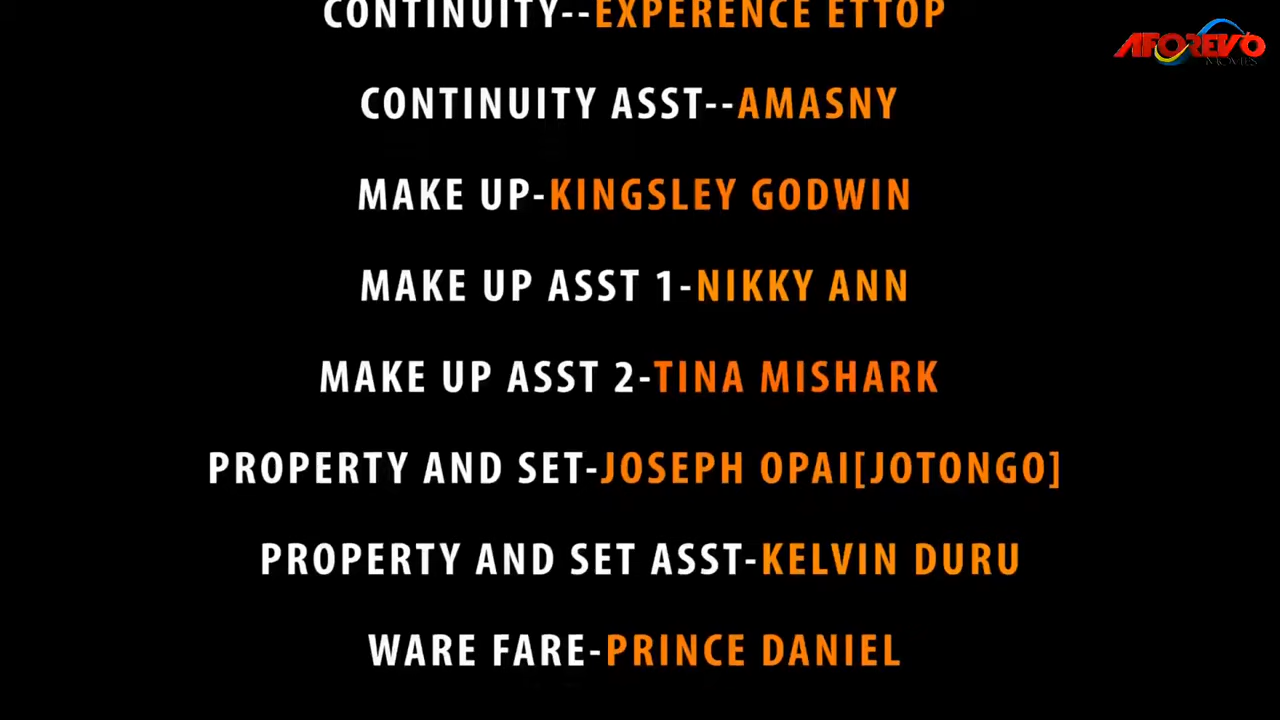 CONTINUITY--EXPERENCE ETTOP
AFOREVO
MOVIES
CONTINUITY ASST--AMASNY
MAKE UP-KINGSLEY GODWIN
MAKE UP ASST 1-NIKKY ANN
MAKE UP ASST 2-TINA MISHARK
PROPERTY AND SET-JOSEPH OPAI[JOTONGO]
PROPERTY AND SET ASST-KELVIN DURU
WARE FARE-PRINCE DANIEL